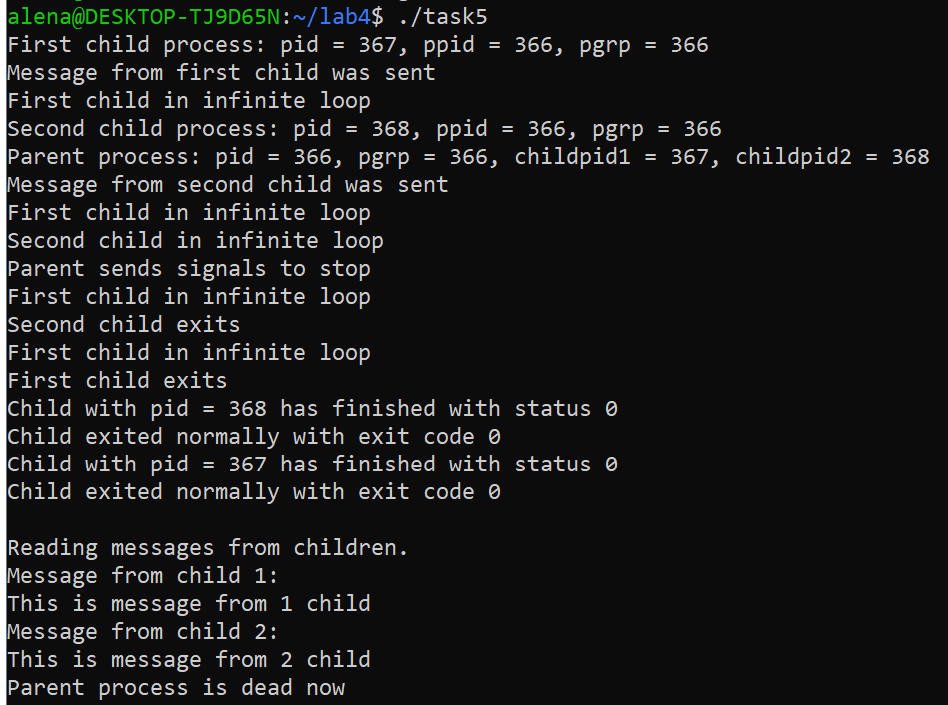 alena@DESKTOP-TJ9D65N:~/lab4$ ./task5
First child process: pid = 367, ppid = 366, pgrp = 366
Message from first child was sent
First child in infinite loop
Second child process: pid = 368, ppid = 366, pgrp = 366
Parent process: pid = 366, pgrp = 366, childpid1 = 367, childpid2 = 368
Message from second child was sent
First child in infinite loop
Second child in infinite loop
Parent sends signals to stop
First child in infinite loop
Second child exits
First child in infinite loop
First child exits
Child with pid = 368 has finished with status 0
Child exited normally with exit code 0
Child with pid = 367 has finished with status 0
Child exited normally with exit code 0
Reading messages from children.
Message from child 1:
This is message from 1 child
Message from child 2:
This is message from 2 child
Parent process is dead now